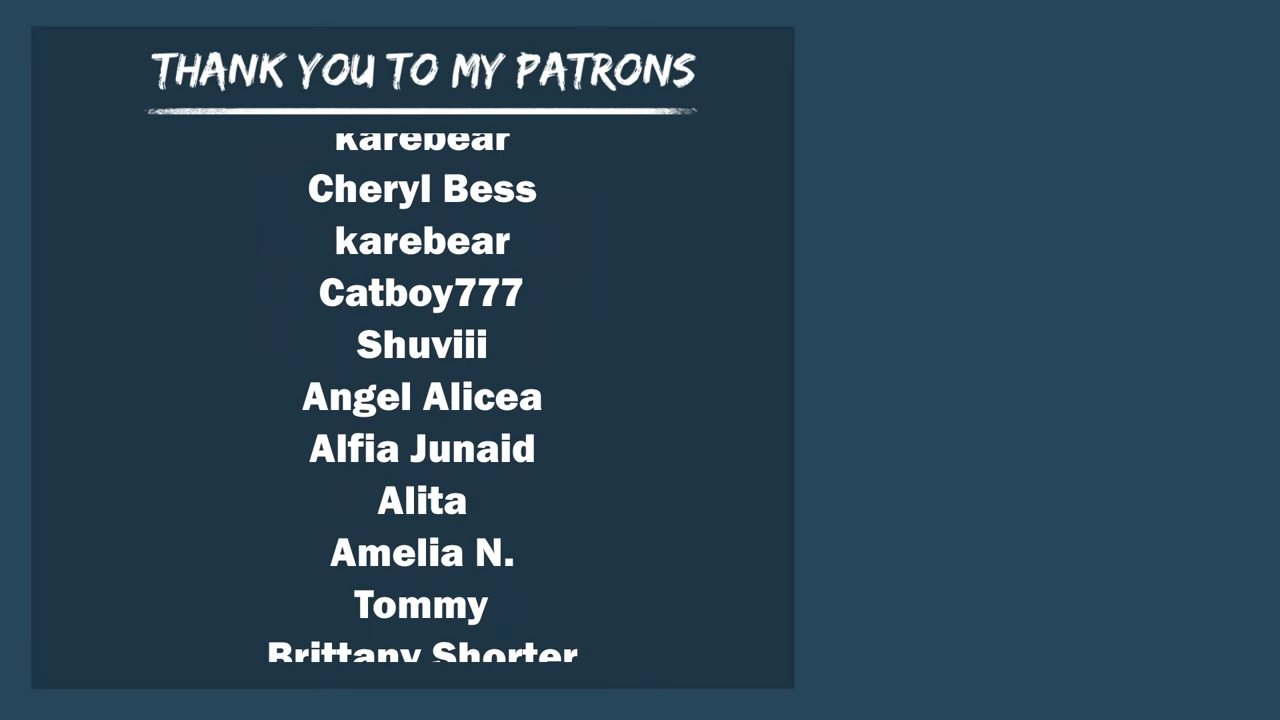 THANK YOU TO MY PATRONS
karebear
Cheryl Bess
karebear
Catboy777
Shuviii
Angel Alicea
Alfia Junaid
Alita
Amelia N.
Tommy
Brittany Shorter